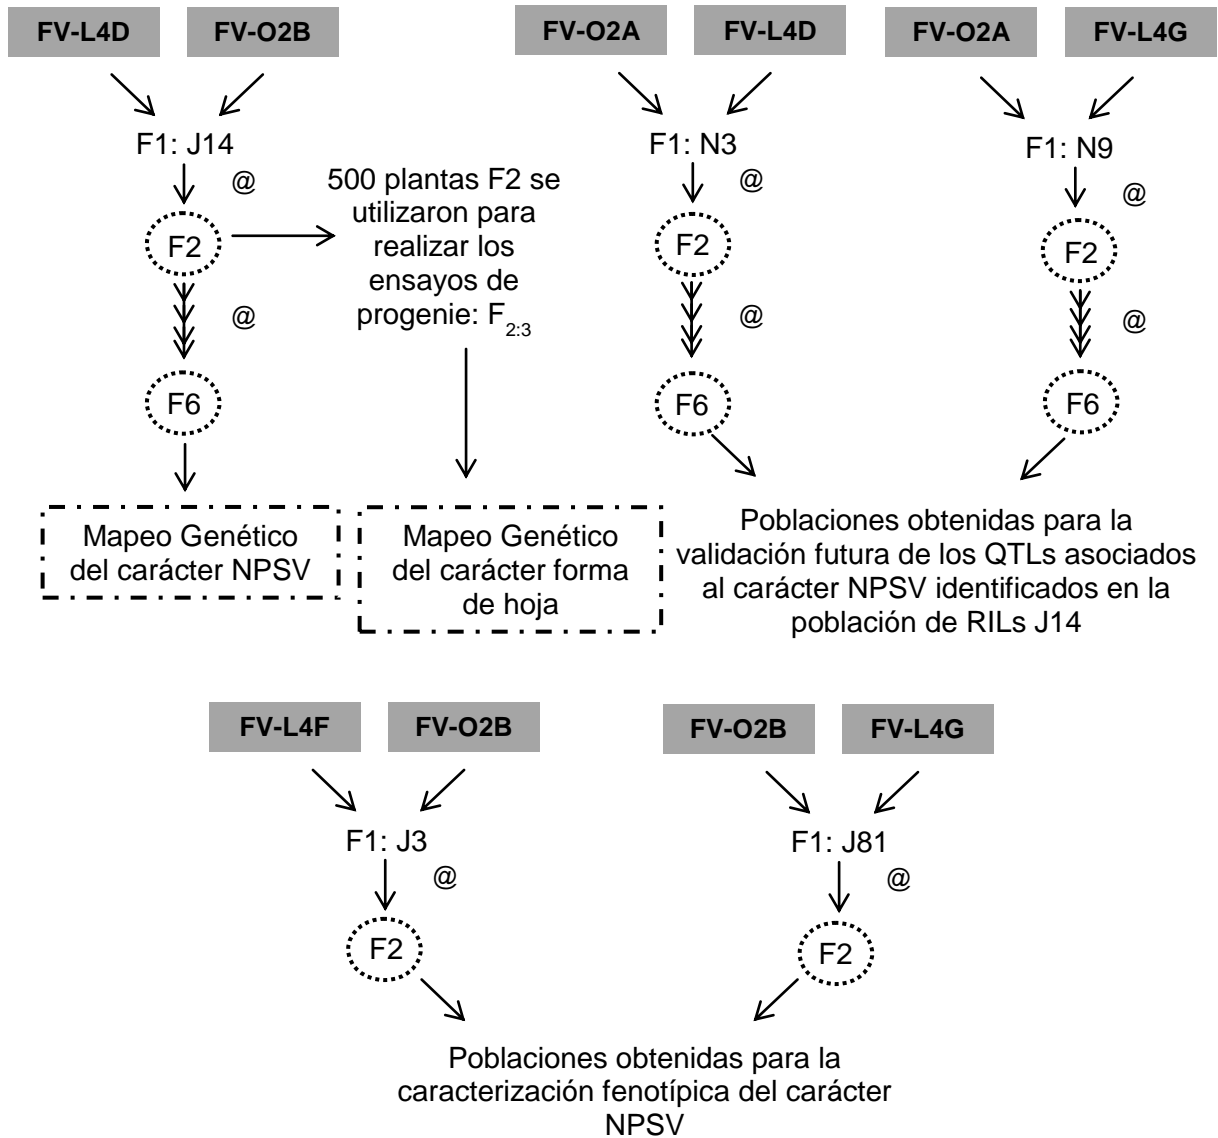 FV-L4D
FV-O2B
F1: J14
@
F2
@
F6
Mapeo Genético
del carácter NPSV
500 plantas F2 se
utilizaron para
realizar los
ensayos de
progenie: F2:3
Mapeo Genético
del carácter forma
de hoja
FV-O2A
FV-L4D
F1: N3
@
F2
@
F6
FV-O2A
FV-L4G
F1: N9
@
F2
@
F6
Poblaciones obtenidas para la
validación futura de los QTLs asociados
al carácter NPSV identificados en la
población de RILs J14
FV-L4F
FV-O2B
F1: J3
@
F2
FV-O2B
FV-L4G
F1: J81
@
F2
Poblaciones obtenidas para la
caracterización fenotípica del carácter
NPSV